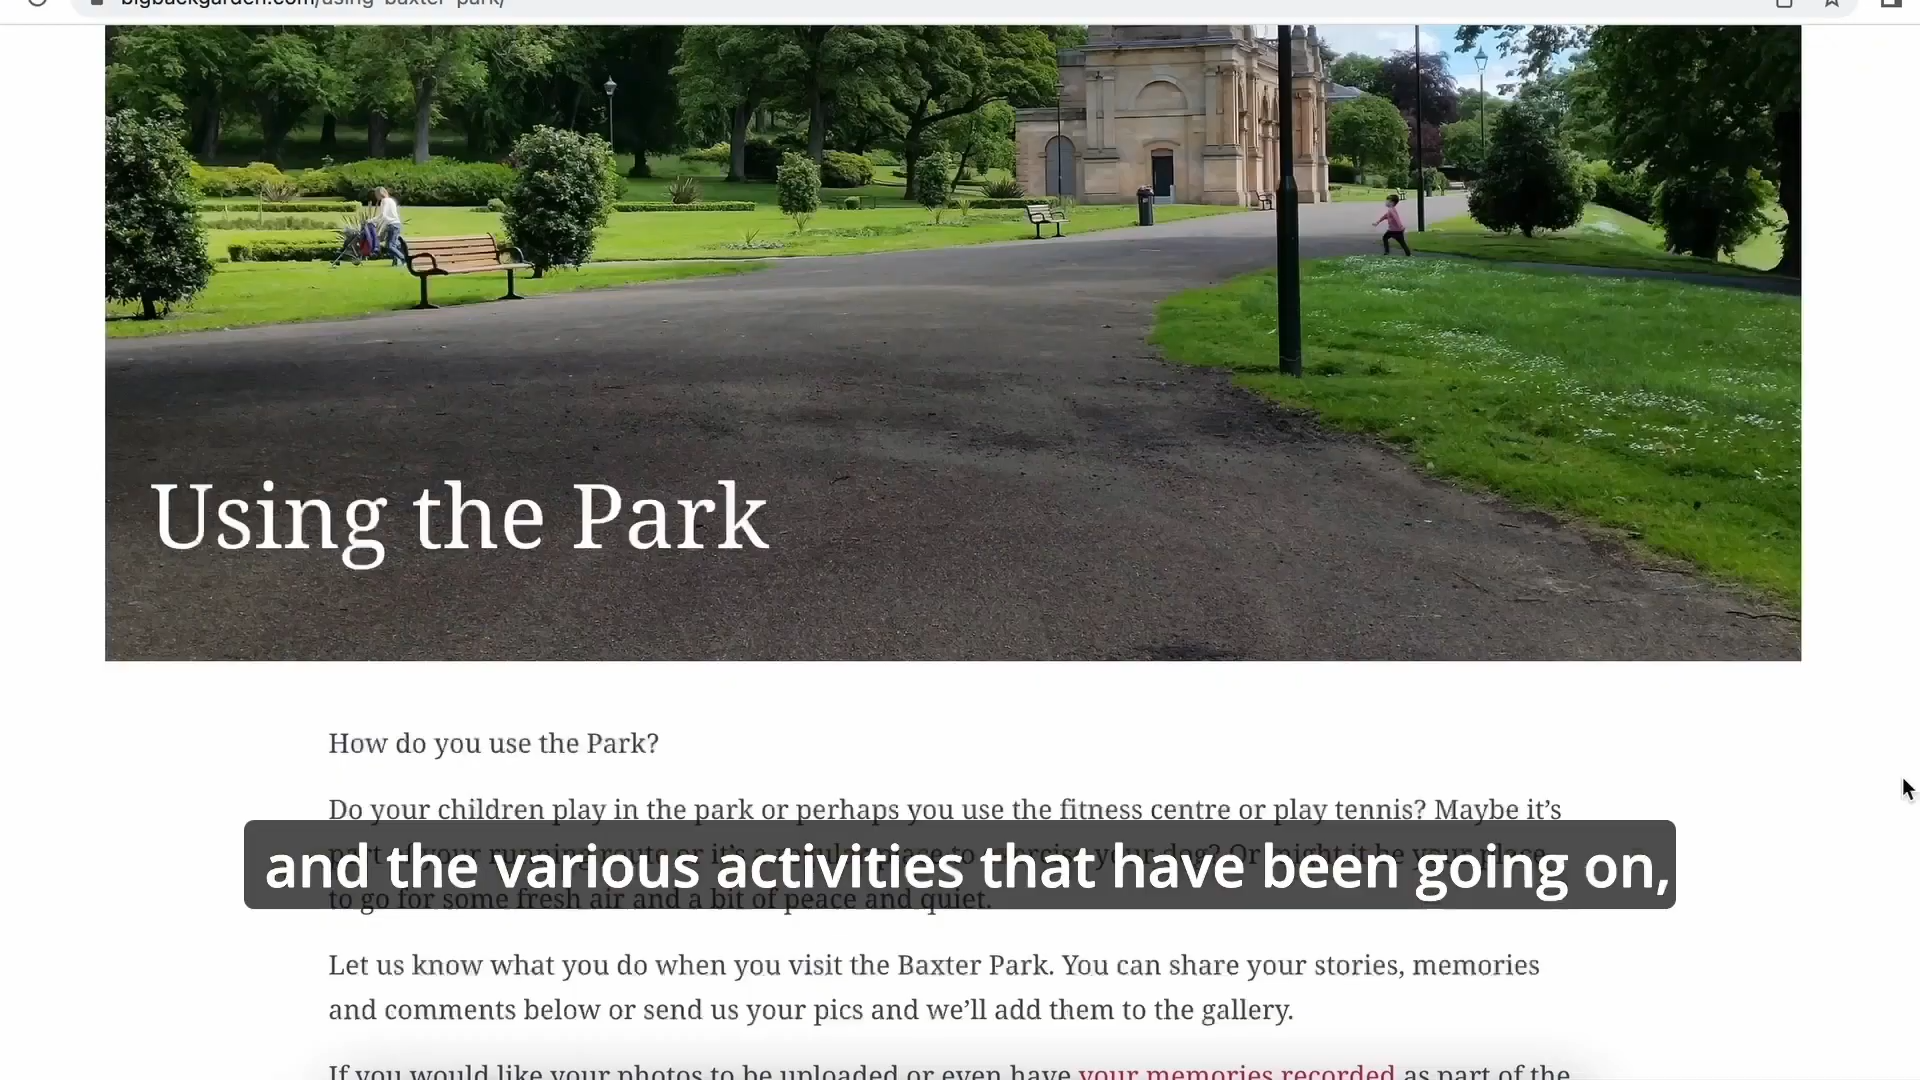 bigbackgarden.com/using-baxter-park/
Using the Park
How do you use the Park?
Do your children play in the park or perhaps you use the fitness centre or play tennis? Maybe it’s
and the various activities that have been going on,
to go for some fresh air and a bit of peace and quiet.
Let us know what you do when you visit the Baxter Park. You can share your stories, memories
and comments below or send us your pics and we’ll add them to the gallery.
If you would like your photos to be uploaded or even have your memories recorded as part of the